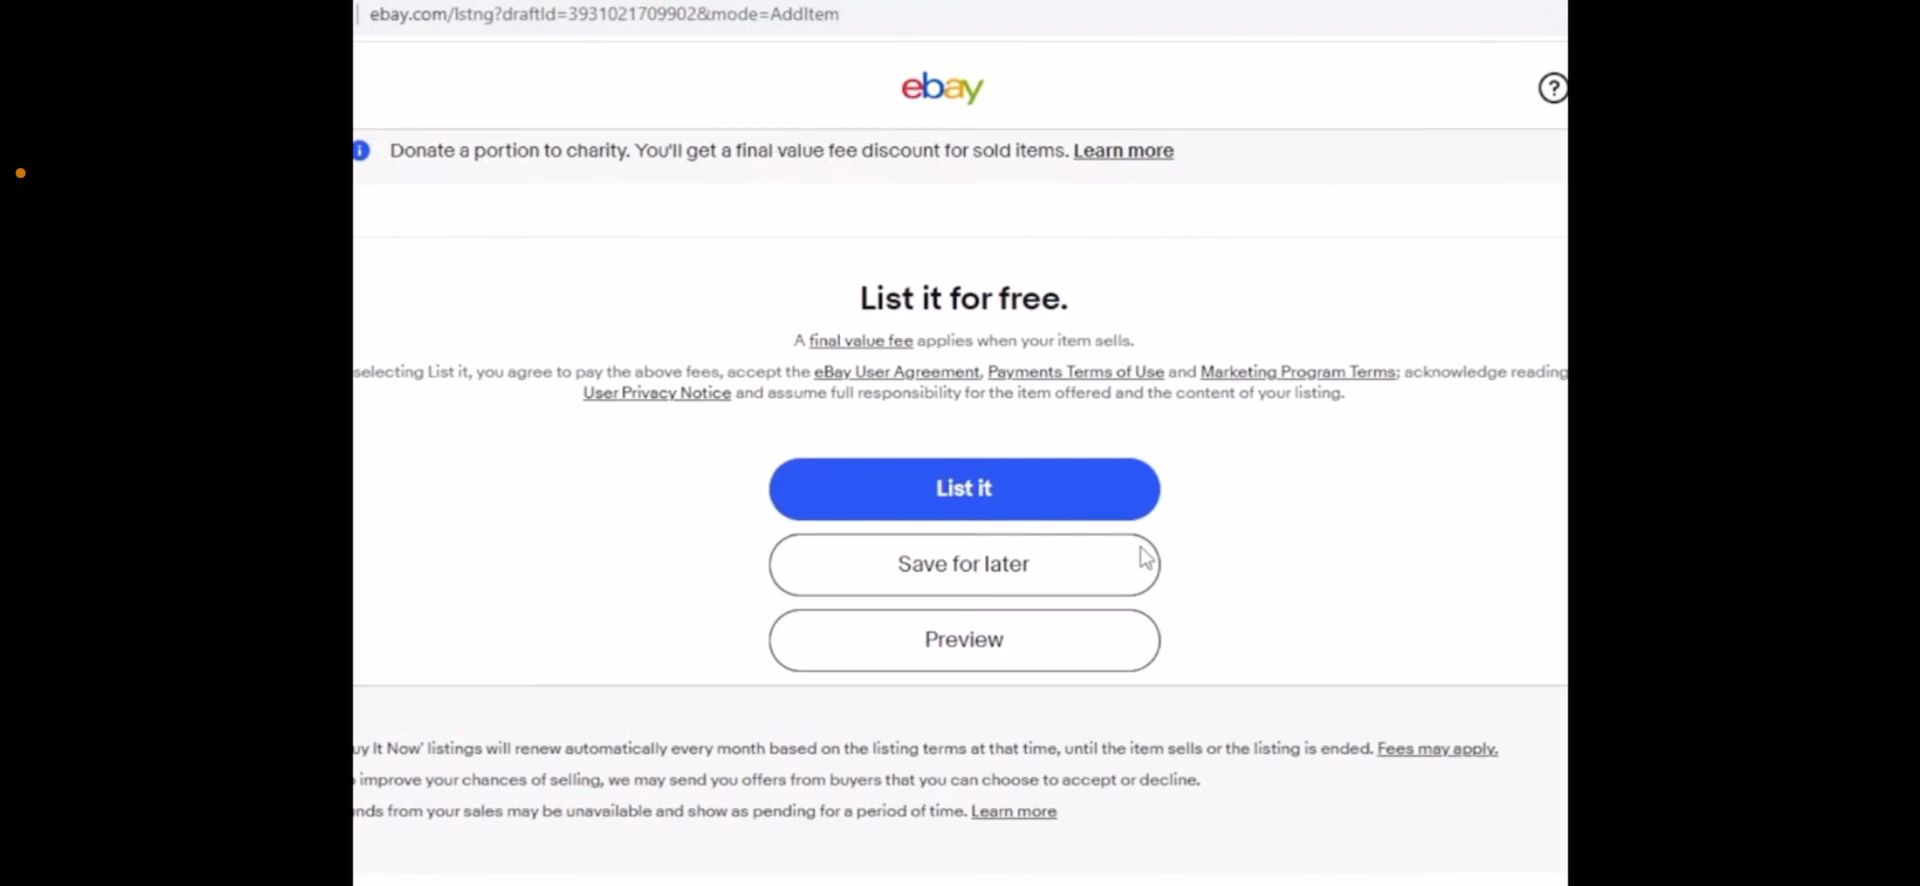 ebay.com/lstng?draftId=3931021709902&mode=AddItem
ebay
?
i Donate a portion to charity. You'll get a final value fee discount for sold items. Learn more
List it for free.
A final value fee applies when your item sells.
selecting List it, you agree to pay the above fees, accept the eBay User Agreement, Payments Terms of Use and Marketing Program Terms; acknowledge reading
User Privacy Notice and assume full responsibility for the item offered and the content of your listing.
List it
Save for later
Preview
uy It Now' listings will renew automatically every month based on the listing terms at that time, until the item sells or the listing is ended. Fees may apply.
improve your chances of selling, we may send you offers from buyers that you can choose to accept or decline.
nds from your sales may be unavailable and show as pending for a period of time. Learn more